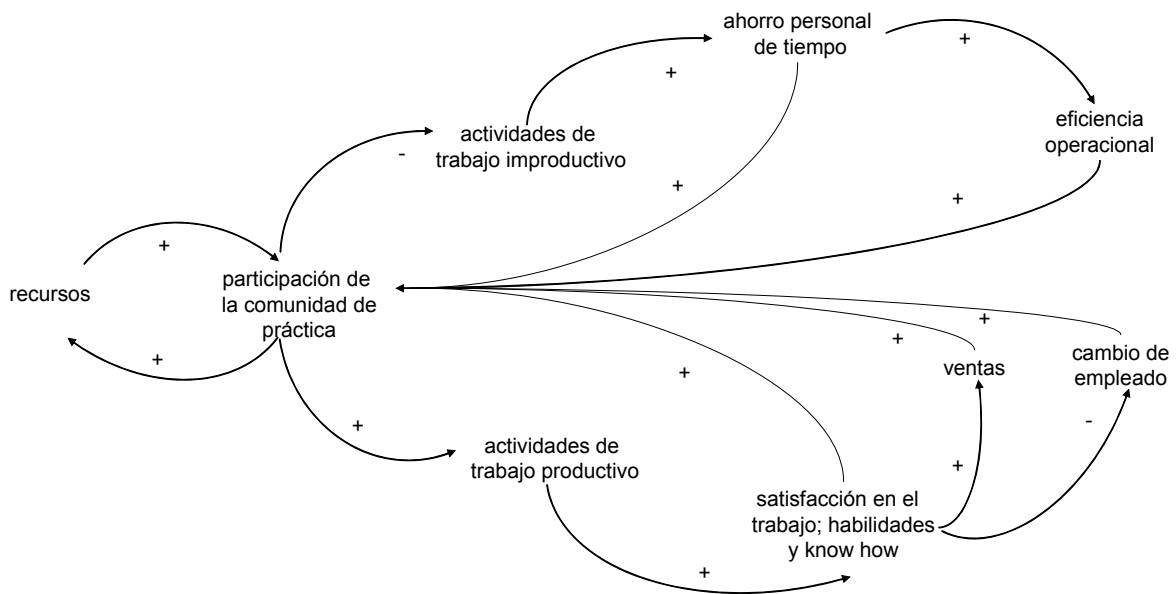 ahorro personal
de tiempo
+
+
eficiencia
operacional
actividades de
trabajo improductivo
-
+
+
+
participación de
la comunidad de
práctica
recursos
+
+
+
+
ventas
cambio de
empleado
+
-
+
actividades de
trabajo productivo
+
satisfacción en el
trabajo; habilidades
y know how
+